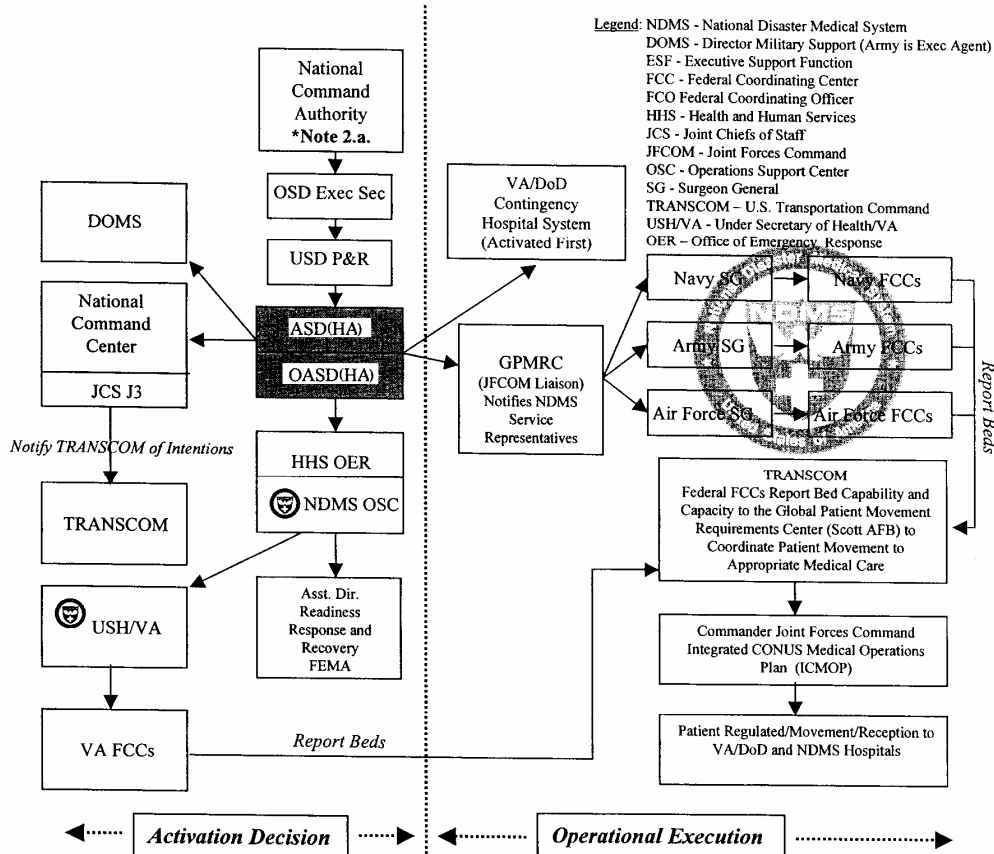 Legend: NDMS - National Disaster Medical System
DOMS - Director Military Support (Army is Exec Agent)
ESF - Executive Support Function
FCC - Federal Coordinating Center
FCO Federal Coordinating Officer
HHS - Health and Human Services
JCS - Joint Chiefs of Staff
JFCOM - Joint Forces Command
OSC - Operations Support Center
SG - Surgeon General
TRANSCOM – U.S. Transportation Command
USH/VA - Under Secretary of Health/VA
OER – Office of Emergency Response
National
Command
Authority
*Note 2.a.
OSD Exec Sec
USD P&R
ASD(HA)
OASD(HA)
DOMS
National
Command
Center
JCS J3
Notify TRANSCOM of Intentions
TRANSCOM
HHS OER
NDMS OSC
USH/VA
Asst. Dir.
Readiness
Response and
Recovery
FEMA
VA FCCs
Report Beds
VA/DoD
Contingency
Hospital System
(Activated First)
GPMRC
(JFCOM Liaison)
Notifies NDMS
Service
Representatives
Navy SG
Navy FCCs
Army SG
Army FCCs
Air Force SG
Air Force FCCs
NDMS
Report Beds
TRANSCOM
Federal FCCs Report Bed Capability and
Capacity to the Global Patient Movement
Requirements Center (Scott AFB) to
Coordinate Patient Movement to
Appropriate Medical Care
Commander Joint Forces Command
Integrated CONUS Medical Operations
Plan (ICMOP)
Patient Regulated/Movement/Reception to
VA/DoD and NDMS Hospitals
Activation Decision
Operational Execution